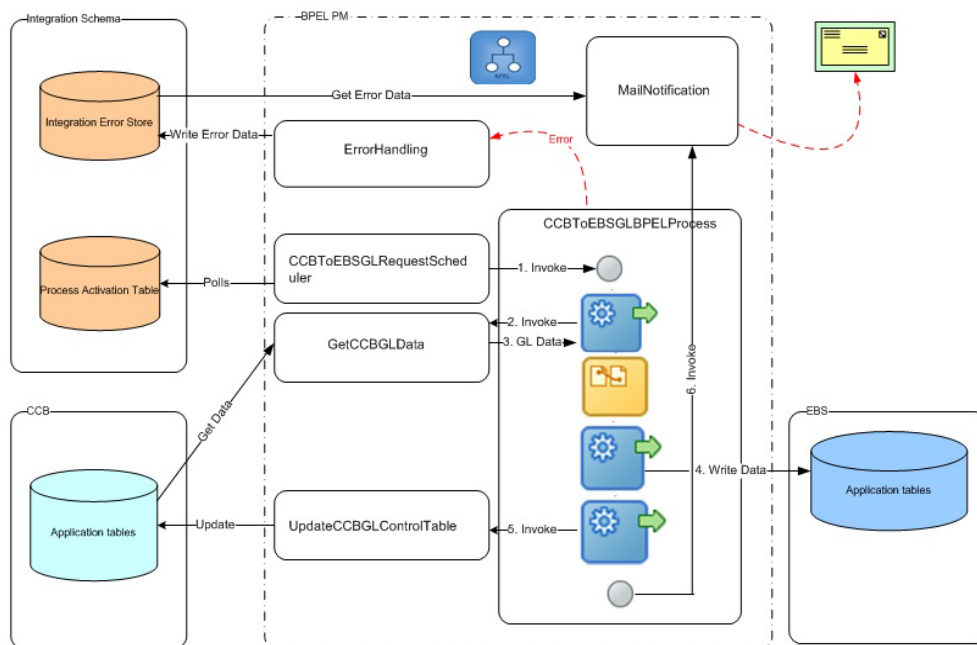 Integration Schema
BPEL PM
BPEL
MailNotification
Get Error Data
Integration Error Store
Write Error Data
ErrorHandling
Error
CCBToEBSGLBPELProcess
CCBToEBSGLRequestSche
duler
1. Invoke
Polls
Process Activation Table
2. Invoke
GetCCBGLData
3. GL Data
6. Invoke
Get Data
CCB
EBS
4. Write Data
Application tables
Application tables
Update
UpdateCCBGLControlTable
5. Invoke